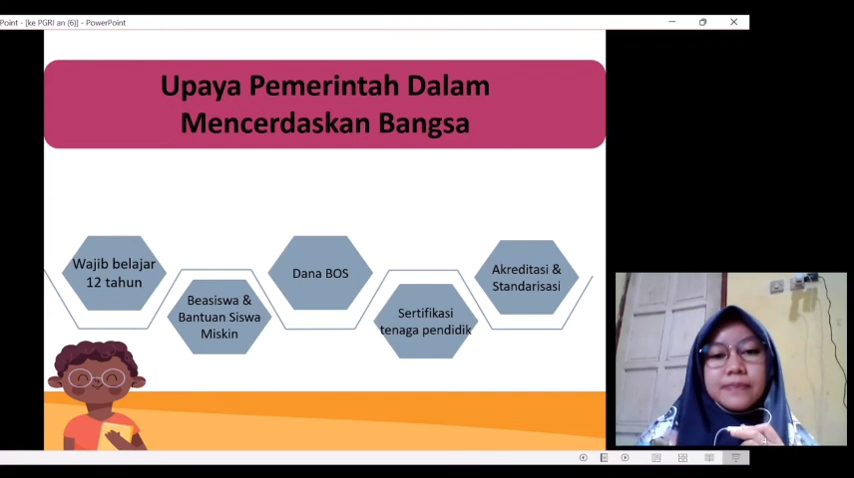 Point - [ke PGRI an (6)] - PowerPoint
Upaya Pemerintah Dalam
Mencerdaskan Bangsa
Wajib belajar
12 tahun
Beasiswa &
Bantuan Siswa
Miskin
Dana BOS
Sertifikasi
tenaga pendidik
Akreditasi &
Standarisasi